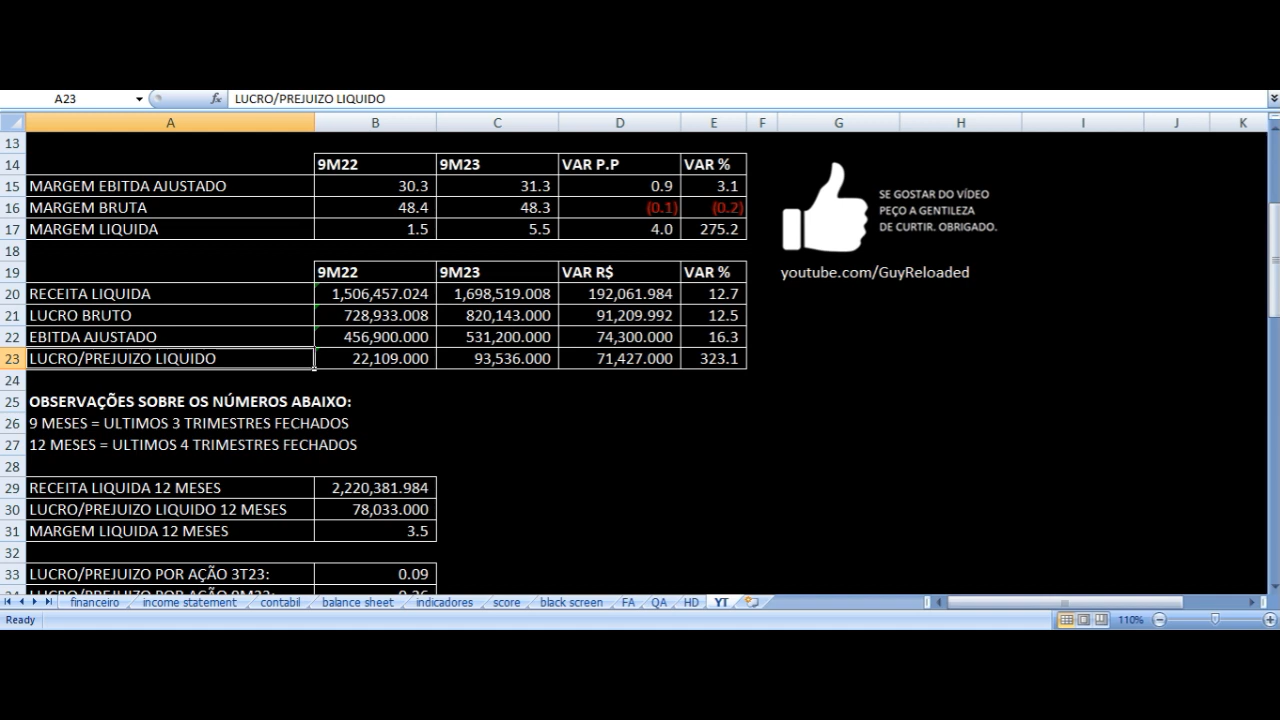 A23 fx LUCRO/PREJUIZO LIQUIDO
A B C D E F G H I J K
13
14 9M22 9M23 VAR P.P VAR %
15 MARGEM EBITDA AJUSTADO 30.3 31.3 0.9 3.1
16 MARGEM BRUTA 48.4 48.3 (0.1) (0.2)
17 MARGEM LIQUIDA 1.5 5.5 4.0 275.2
SE GOSTAR DO VÍDEO
PEÇO A GENTILEZA
DE CURTIR. OBRIGADO.
18
19 9M22 9M23 VAR R$ VAR %
youtube.com/GuyReloaded
20 RECEITA LIQUIDA 1,506,457.024 1,698,519.008 192,061.984 12.7
21 LUCRO BRUTO 728,933.008 820,143.000 91,209.992 12.5
22 EBITDA AJUSTADO 456,900.000 531,200.000 74,300.000 16.3
23 LUCRO/PREJUIZO LIQUIDO 22,109.000 93,536.000 71,427.000 323.1
24
25 OBSERVAÇÕES SOBRE OS NÚMEROS ABAIXO:
26 9 MESES = ULTIMOS 3 TRIMESTRES FECHADOS
27 12 MESES = ULTIMOS 4 TRIMESTRES FECHADOS
28
29 RECEITA LIQUIDA 12 MESES 2,220,381.984
30 LUCRO/PREJUIZO LIQUIDO 12 MESES 78,033.000
31 MARGEM LIQUIDA 12 MESES 3.5
32
33 LUCRO/PREJUIZO POR AÇÃO 3T23: 0.09
financeiro income statement contabil balance sheet indicadores score black screen FA QA HD YT
Ready 110%